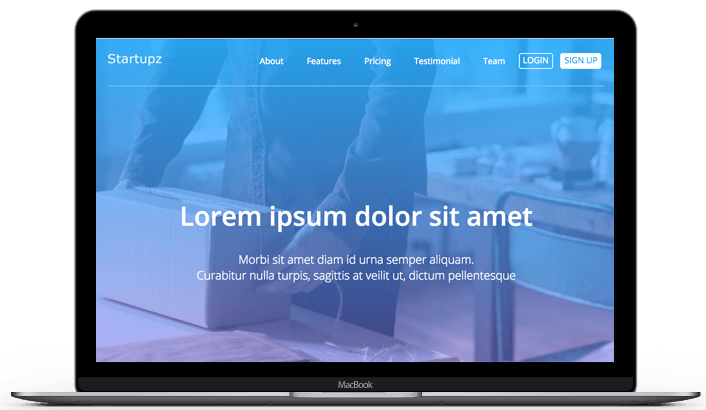 Startupz
About Features Pricing Testimonial Team LOGIN SIGN UP
Lorem ipsum dolor sit amet
Morbi sit amet diam id urna semper aliquam.
Curabitur nulla turpis, sagittis at veilit ut, dictum pellentesque
MacBook